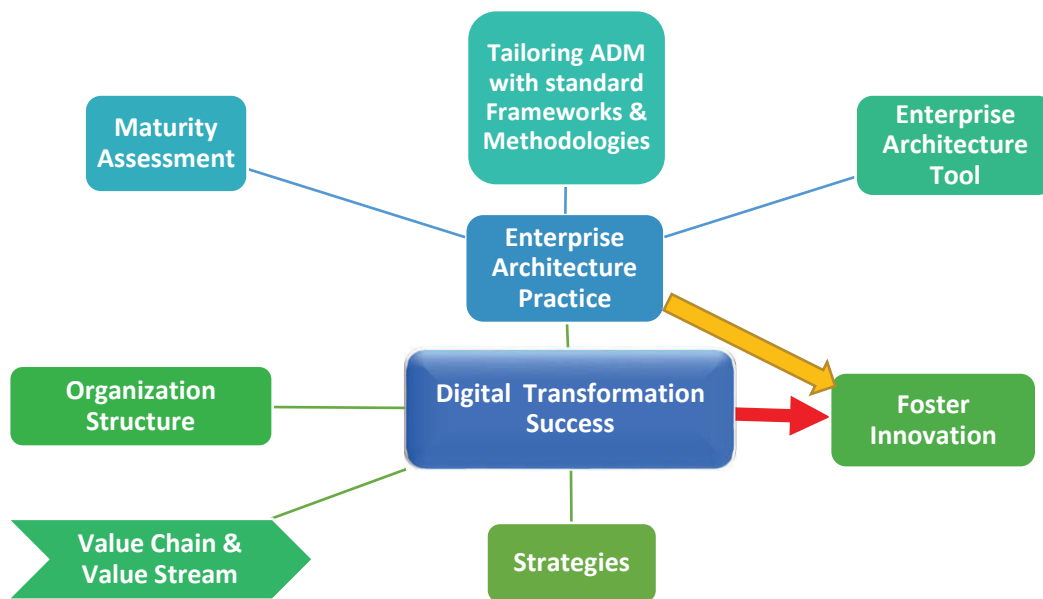 Tailoring ADM
with standard
Frameworks &
Methodologies
Maturity
Assessment
Enterprise
Architecture
Tool
Enterprise
Architecture
Practice
Organization
Structure
Digital Transformation
Success
Foster
Innovation
Value Chain &
Value Stream
Strategies